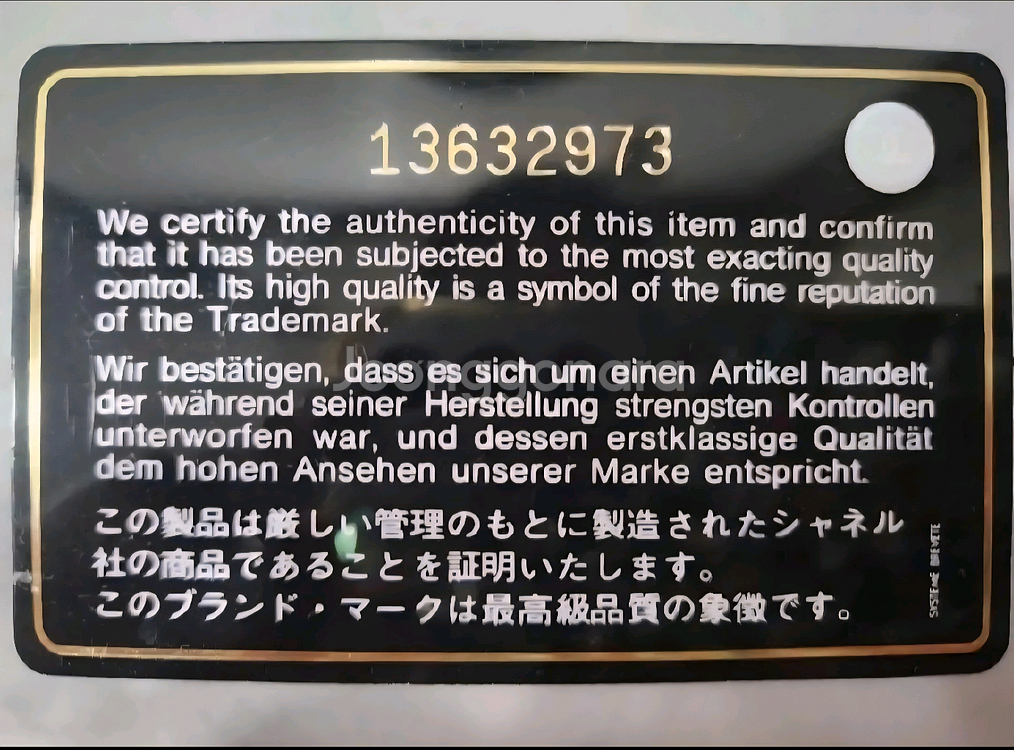 13632973
We certify the authenticity of this item and confirm
that it has been subjected to the most exacting quality
control. Its high quality is a symbol of the fine reputation
of the Trademark.
Joonggonara
Wir bestätigen, dass es sich um einen Artikel handelt,
der während seiner Herstellung strengsten Kontrollen
unterworfen war, und dessen erstklassige Qualität
dem hohen Ansehen unserer Marke entspricht.
この製品は厳しい管理のもとに製造されたシャネル
社の商品であることを証明いたします。
このブランド・マークは最高級品質の象徴です。
SYSTEME BREVETE